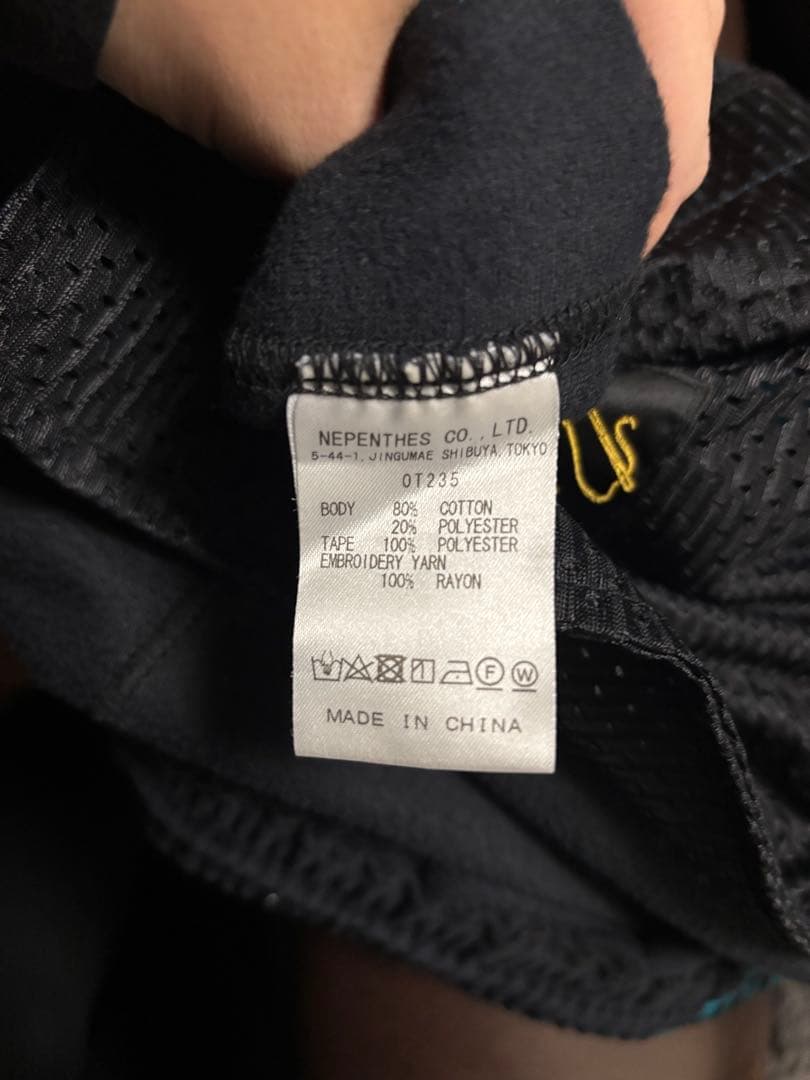 NEPENTHES CO., LTD.
5-44-1, JINGUMAE SHIBUYA, TOKYO
OT235
BODY 80% COTTON
20% POLYESTER
TAPE 100% POLYESTER
EMBROIDERY YARN
100% RAYON
F W
MADE IN CHINA